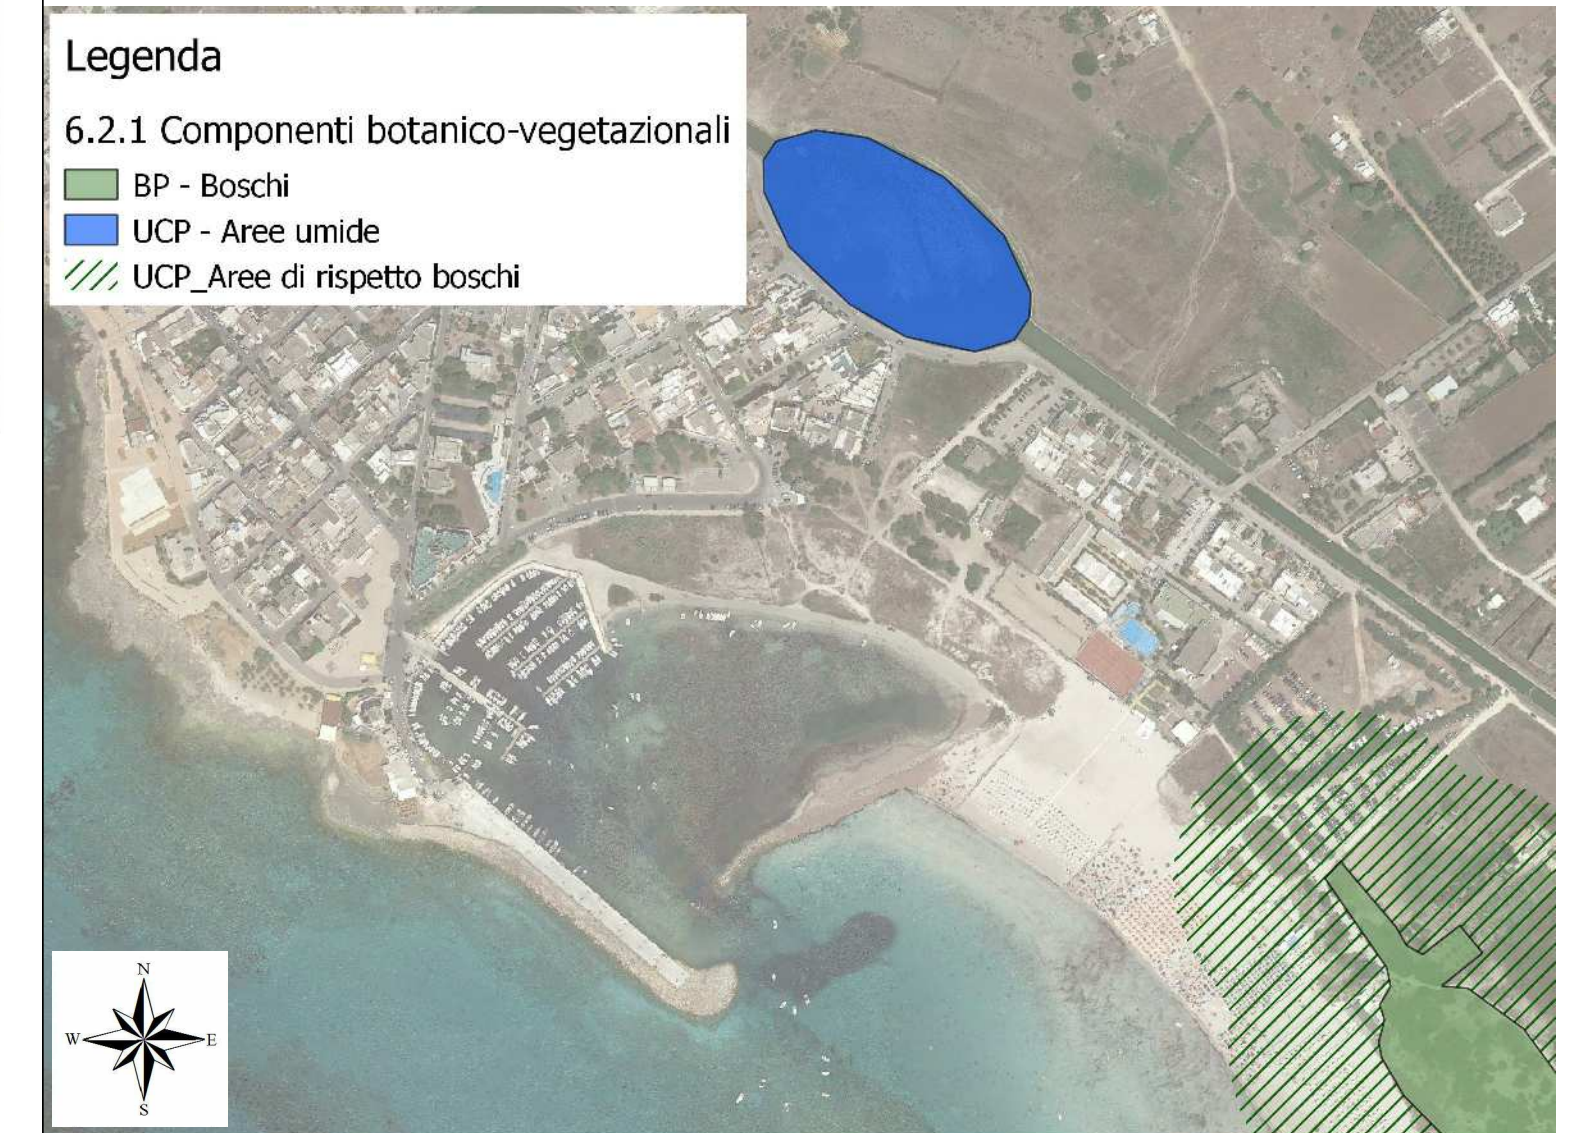 Legenda
6.2.1 Componenti botanico-vegetazionali
BP - Boschi
UCP - Aree umide
UCP_Aree di rispetto boschi
N
W E
S